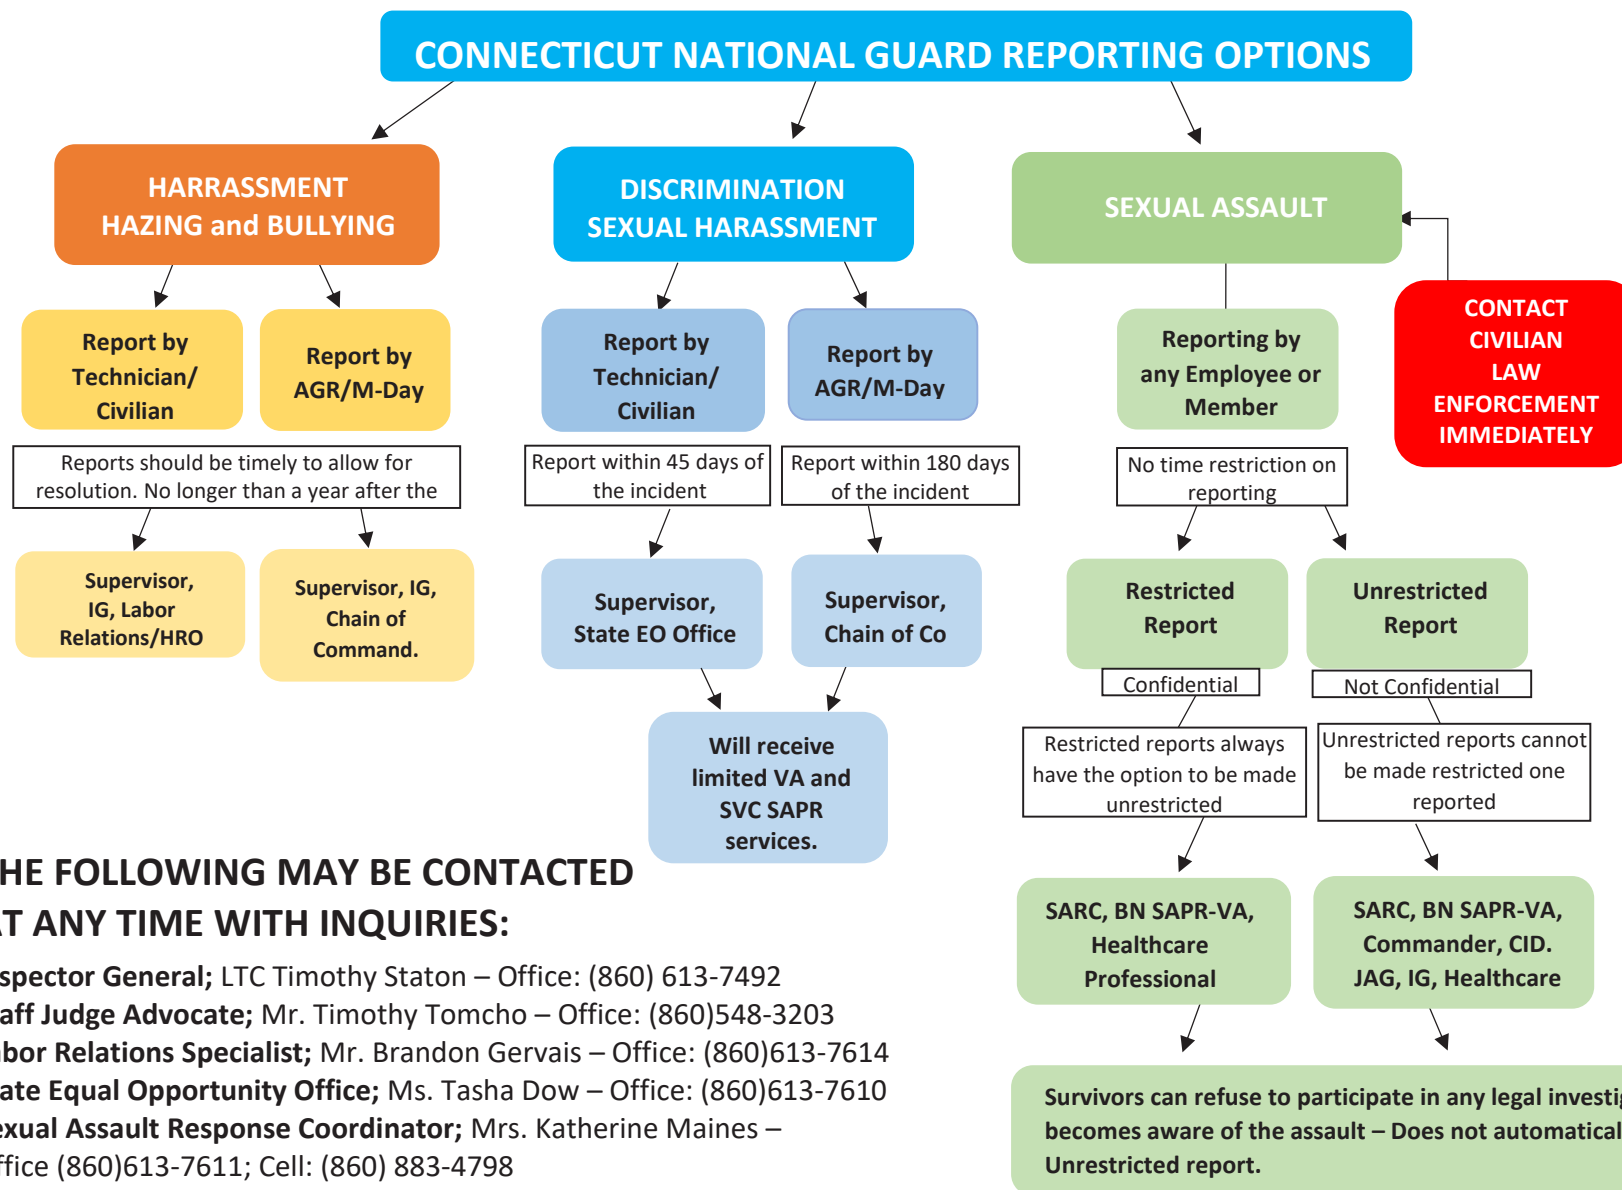 CONNECTICUT NATIONAL GUARD REPORTING OPTIONS
HARRASSMENT
HAZING and BULLYING
Report by
Technician/
Civilian
Report by
AGR/M-Day
Reports should be timely to allow for
resolution. No longer than a year after the
Supervisor,
IG, Labor
Relations/HRO
Supervisor, IG,
Chain of
Command.
DISCRIMINATION
SEXUAL HARASSMENT
Report by
Technician/
Civilian
Report by
AGR/M-Day
Report within 45 days of
the incident
Report within 180 days
of the incident
Supervisor,
State EO Office
Supervisor,
Chain of Co
Will receive
limited VA and
SVC SAPR
services.
SEXUAL ASSAULT
CONTACT
CIVILIAN
LAW
ENFORCEMENT
IMMEDIATELY
Reporting by
any Employee or
Member
No time restriction on
reporting
Restricted
Report
Unrestricted
Report
Confidential
Not Confidential
Restricted reports always
have the option to be made
unrestricted
Unrestricted reports cannot
be made restricted one
reported
SARC, BN SAPR-VA,
Healthcare
Professional
SARC, BN SAPR-VA,
Commander, CID.
JAG, IG, Healthcare
Survivors can refuse to participate in any legal investig
becomes aware of the assault – Does not automatical
Unrestricted report.
HE FOLLOWING MAY BE CONTACTED
AT ANY TIME WITH INQUIRIES:
spector General; LTC Timothy Staton – Office: (860) 613-7492
aff Judge Advocate; Mr. Timothy Tomcho – Office: (860)548-3203
bor Relations Specialist; Mr. Brandon Gervais – Office: (860)613-7614
ate Equal Opportunity Office; Ms. Tasha Dow – Office: (860)613-7610
exual Assault Response Coordinator; Mrs. Katherine Maines –
ffice (860)613-7611; Cell: (860) 883-4798